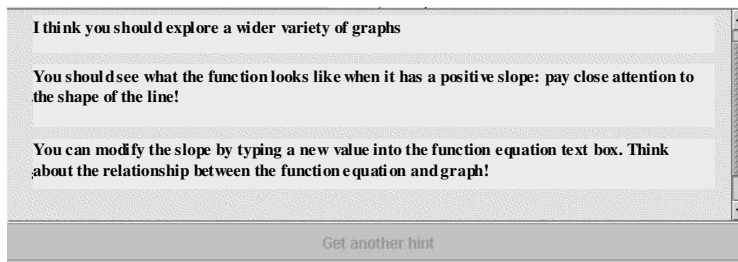 I think you should explore a wider variety of graphs
You should see what the function looks like when it has a positive slope: pay close attention to
the shape of the line!
You can modify the slope by typing a new value into the function equation text box. Think
about the relationship between the function equation and graph!
Get another hint